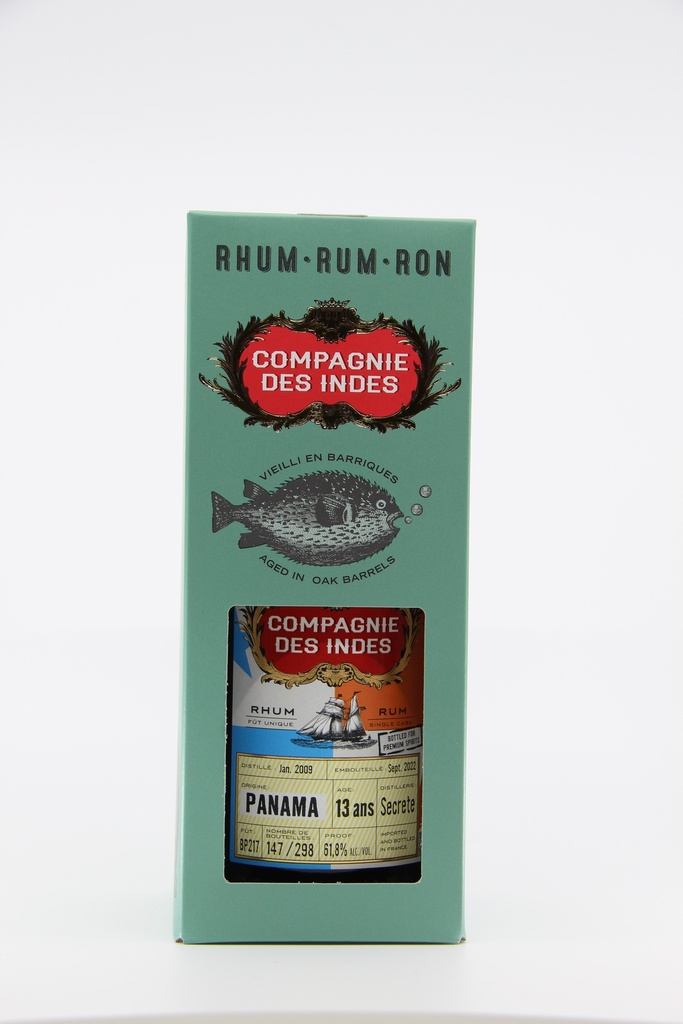 RHUM·RUM·RON
COMPAGNIE
DES INDES
VIEILLI EN BARRIQUES
AGED IN OAK BARRELS
COMPAGNIE
DES INDES
RHUM RUM
FÛT UNIQUE SINGLE CASK
BOTTLED FOR
PREMIUM SPIRITS
DISTILLÉ Jan. 2009 EMBOUTEILLÉ Sept. 2022
ORIGINE AGE DISTILLERIE
PANAMA 13 ans Secrete
FÛT NOMBRE DE BOUTEILLES PROOF IMPORTED
AND BOTTLED
BP217 147/298 61,8% ALC./VOL. IN FRANCE